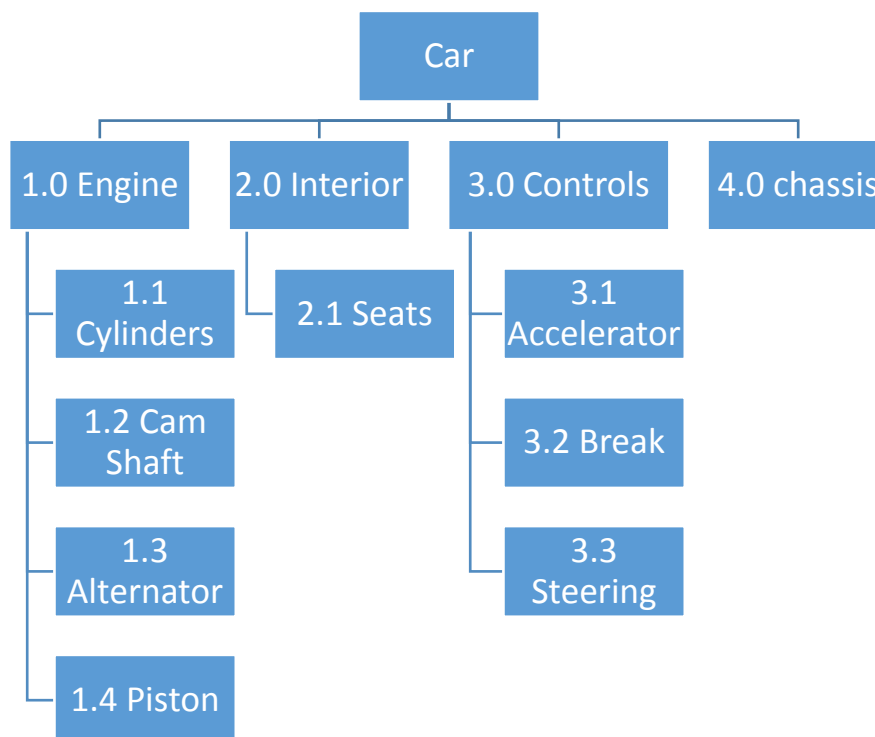 Car
1.0 Engine
2.0 Interior
3.0 Controls
4.0 chassis
1.1
Cylinders
1.2 Cam
Shaft
1.3
Alternator
1.4 Piston
2.1 Seats
3.1
Accelerator
3.2 Break
3.3
Steering